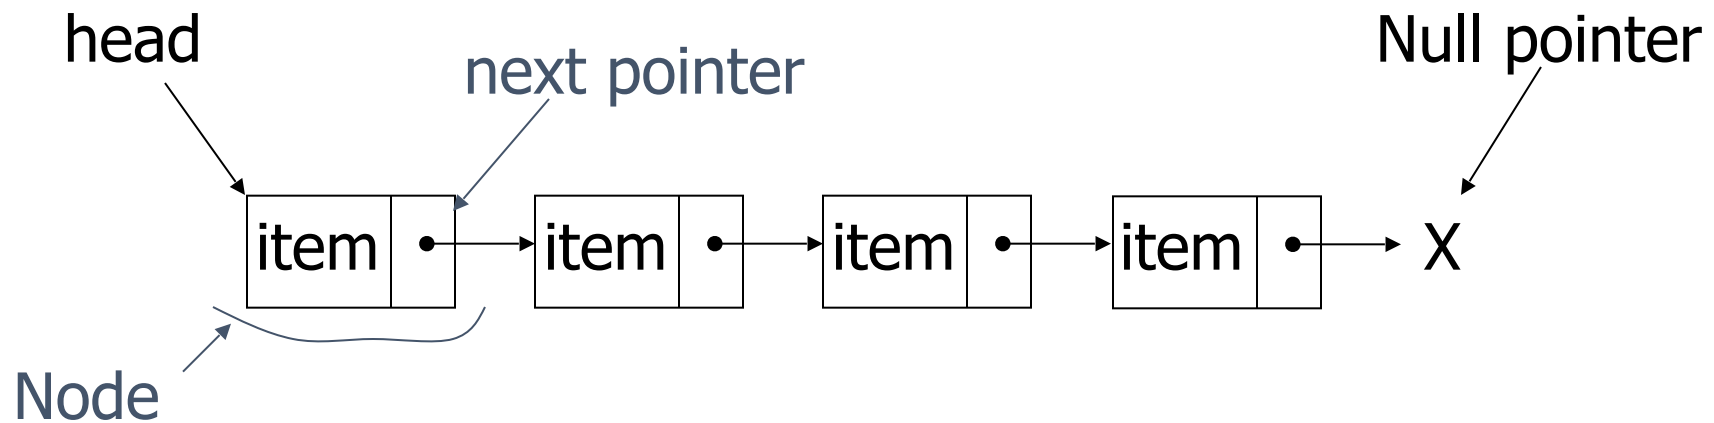 head
next pointer
Null pointer
item
item
item
item
X
Node